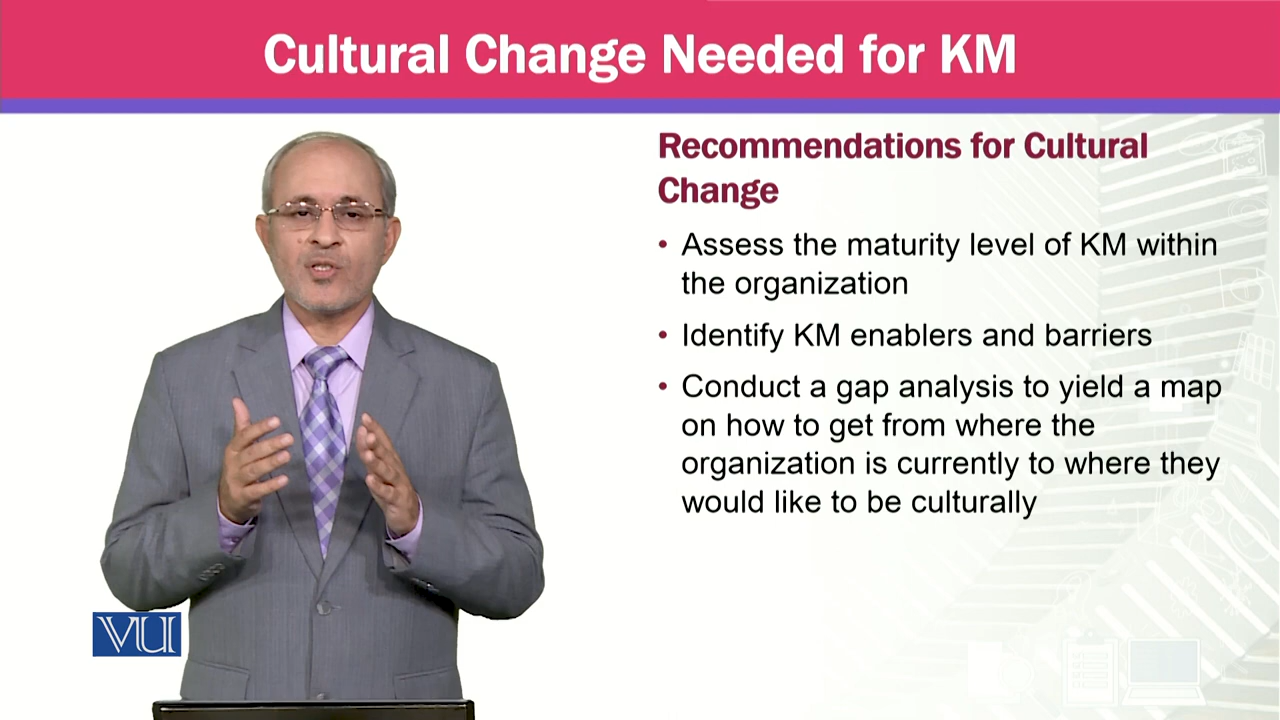 Cultural Change Needed for KM
Recommendations for Cultural
Change
• Assess the maturity level of KM within
the organization
• Identify KM enablers and barriers
• Conduct a gap analysis to yield a map
on how to get from where the
organization is currently to where they
would like to be culturally
VU